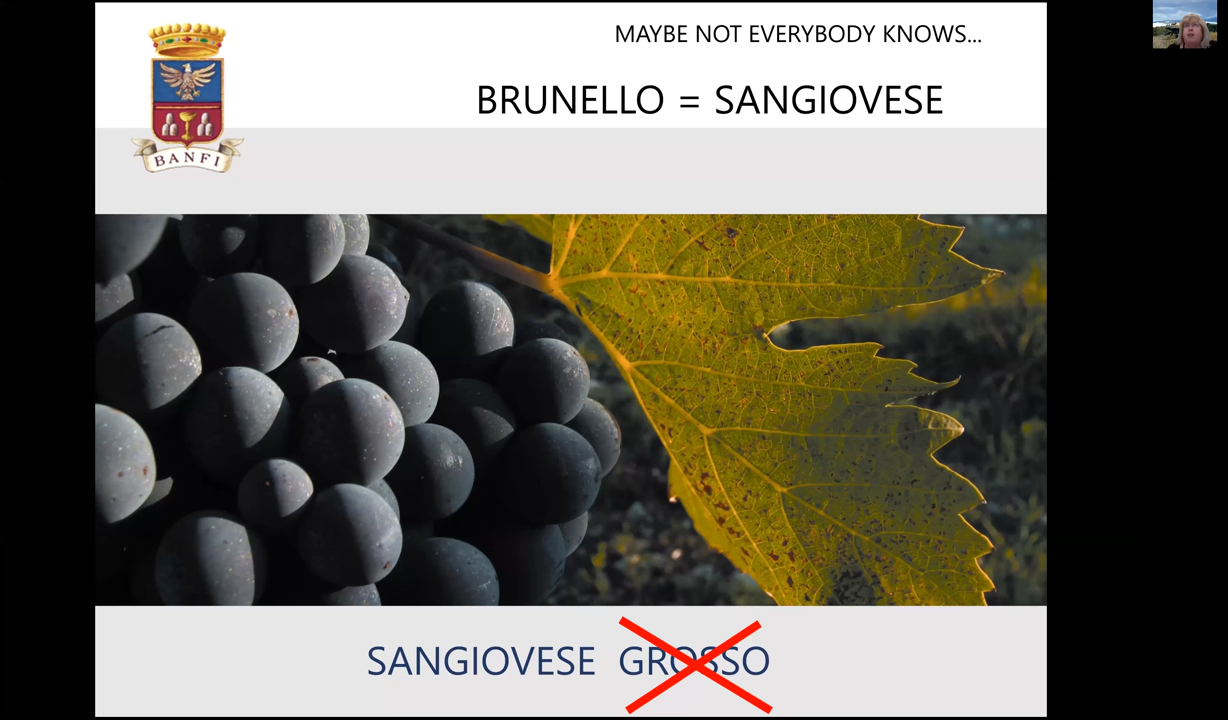 MAYBE NOT EVERYBODY KNOWS...
BRUNELLO = SANGIOVESE
BANFI
SANGIOVESE GROSSO